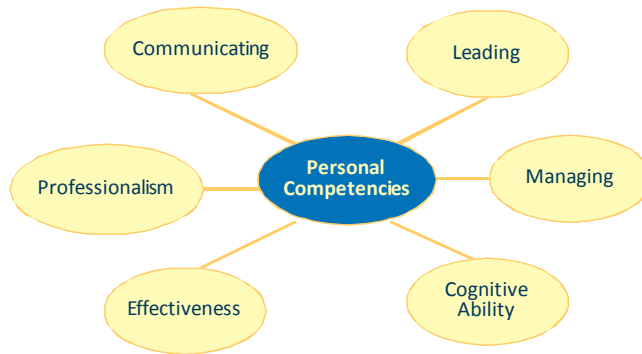 Communicating
Leading
Personal
Competencies
Professionalism
Managing
Effectiveness
Cognitive
Ability